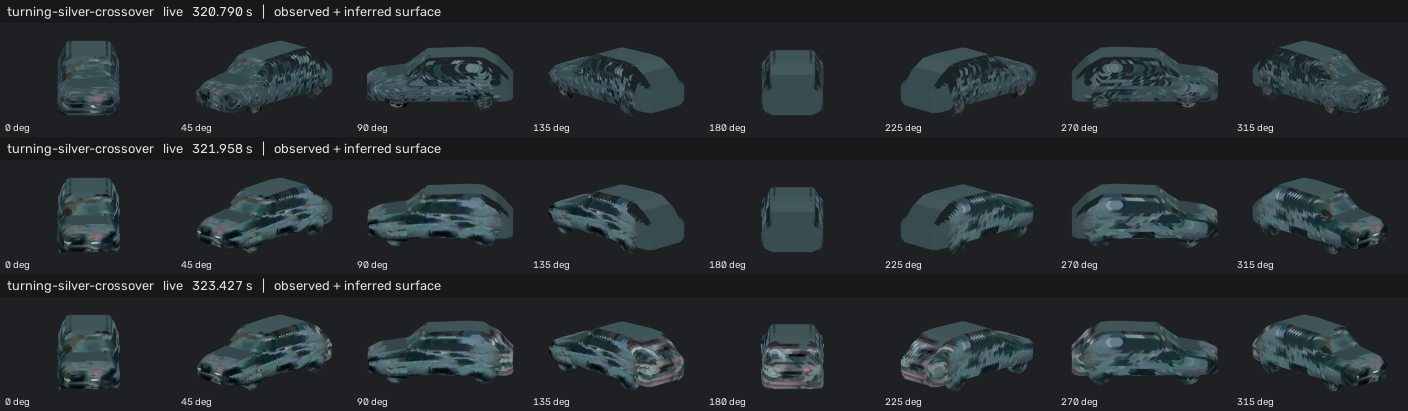 turning-silver-crossover live 320.790 s | observed + inferred surface
0 deg 45 deg 90 deg 135 deg 180 deg 225 deg 270 deg 315 deg
turning-silver-crossover live 321.958 s | observed + inferred surface
0 deg 45 deg 90 deg 135 deg 180 deg 225 deg 270 deg 315 deg
turning-silver-crossover live 323.427 s | observed + inferred surface
0 deg 45 deg 90 deg 135 deg 180 deg 225 deg 270 deg 315 deg